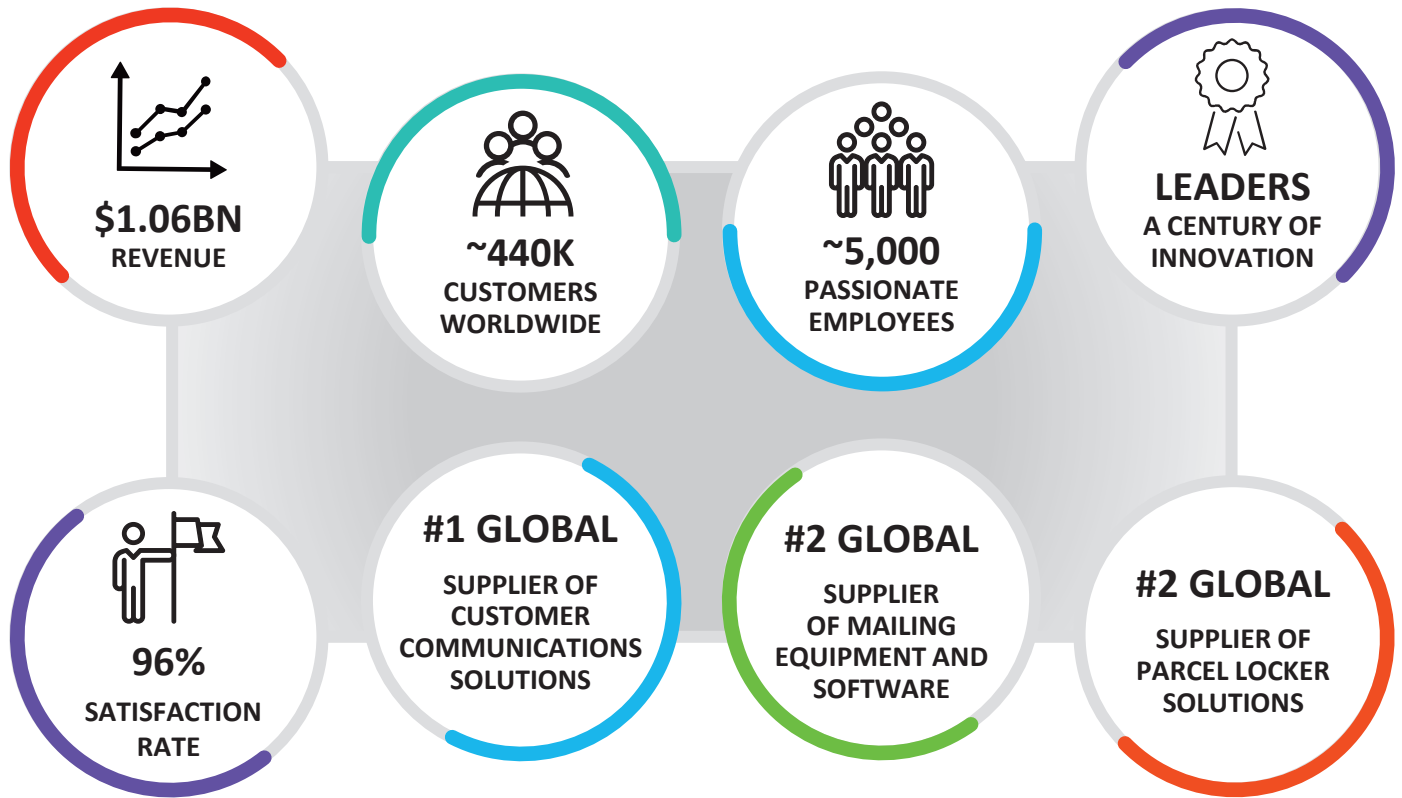 $1.06BN
REVENUE
~440K
CUSTOMERS
WORLDWIDE
~5,000
PASSIONATE
EMPLOYEES
LEADERS
A CENTURY OF
INNOVATION
96%
SATISFACTION
RATE
#1 GLOBAL
SUPPLIER OF
CUSTOMER
COMMUNICATIONS
SOLUTIONS
#2 GLOBAL
SUPPLIER
OF MAILING
EQUIPMENT AND
SOFTWARE
#2 GLOBAL
SUPPLIER OF
PARCEL LOCKER
SOLUTIONS